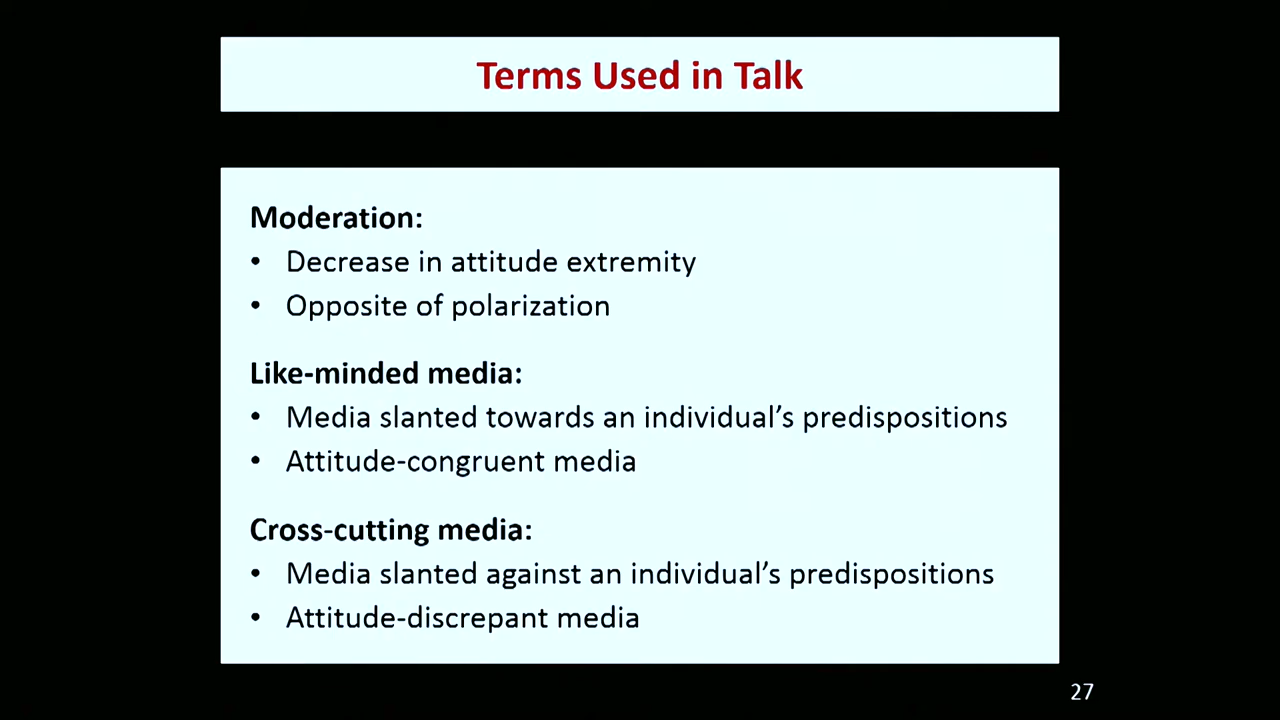 Terms Used in Talk
Moderation:
• Decrease in attitude extremity
• Opposite of polarization
Like-minded media:
• Media slanted towards an individual’s predispositions
• Attitude-congruent media
Cross-cutting media:
• Media slanted against an individual’s predispositions
• Attitude-discrepant media
27